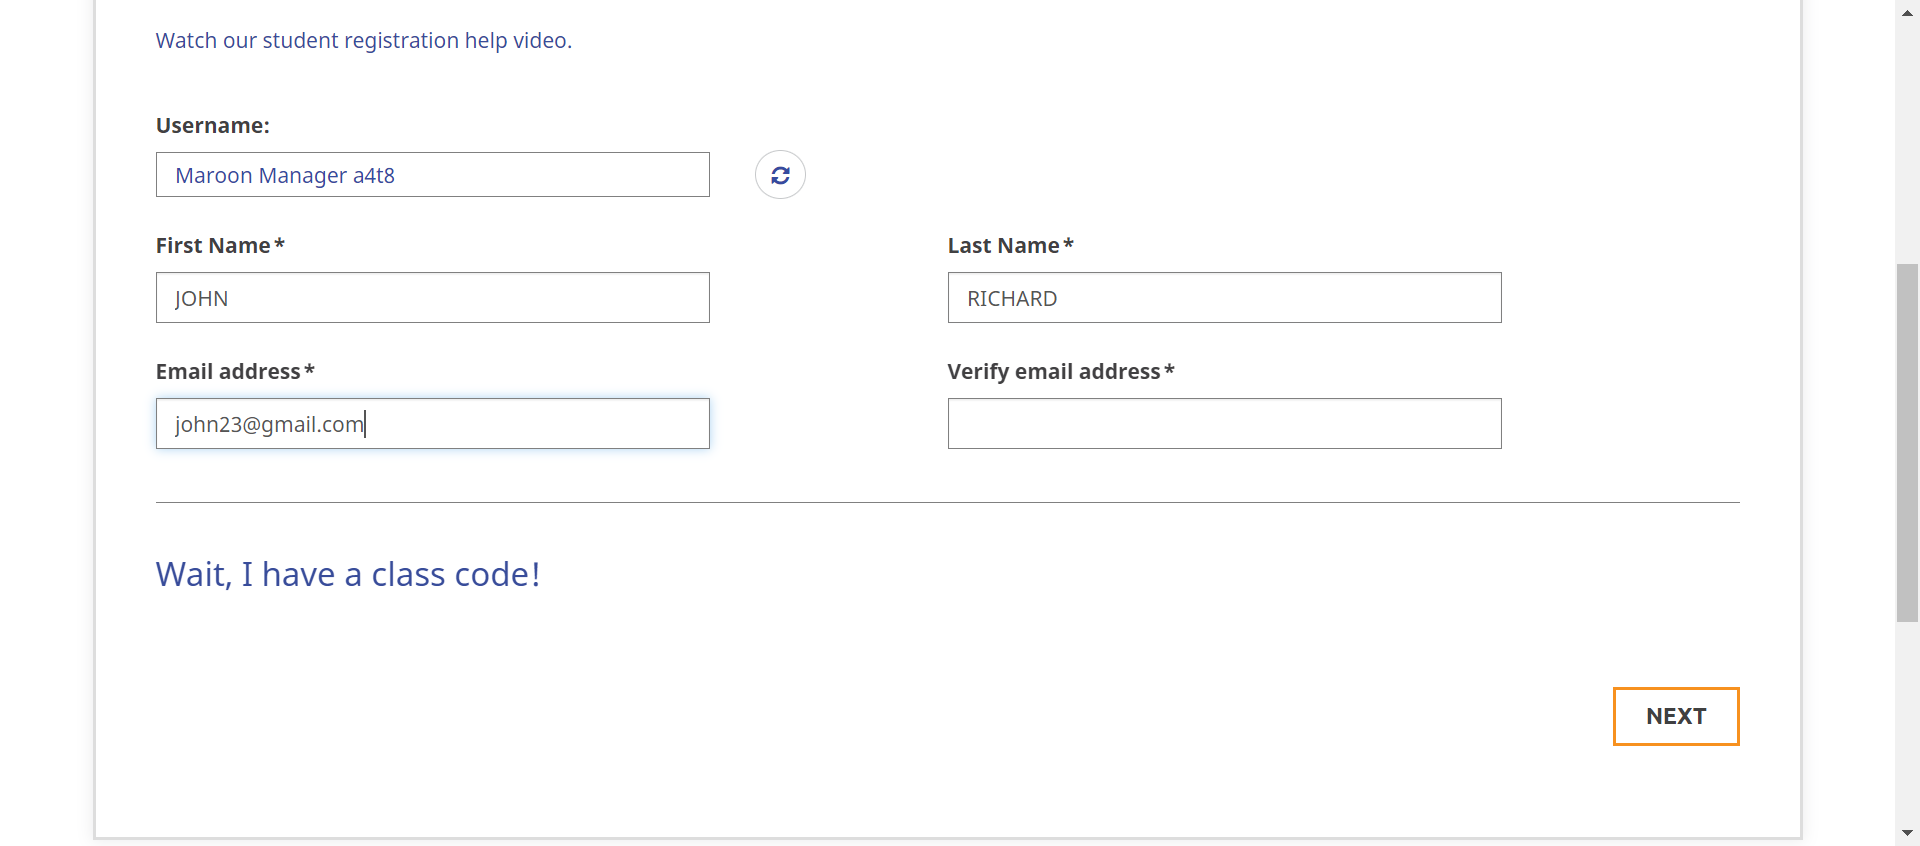 Watch our student registration help video.
Username:
Maroon Manager a4t8
First Name*
Last Name*
JOHN
RICHARD
Email address*
Verify email address*
john23@gmail.com
Wait, I have a class code!
NEXT